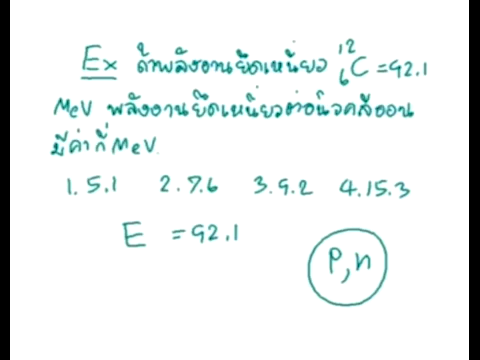 Ex ถ้าพลังงานยึดเหนี่ยว ¹²₆C = 92.1
MeV พลังงานยึดเหนี่ยวต่อนิวคลีออน
มีค่ากี่ MeV.
1. 5.1 2. 7.6 3. 9.2 4. 15.3
E = 92.1
P, n